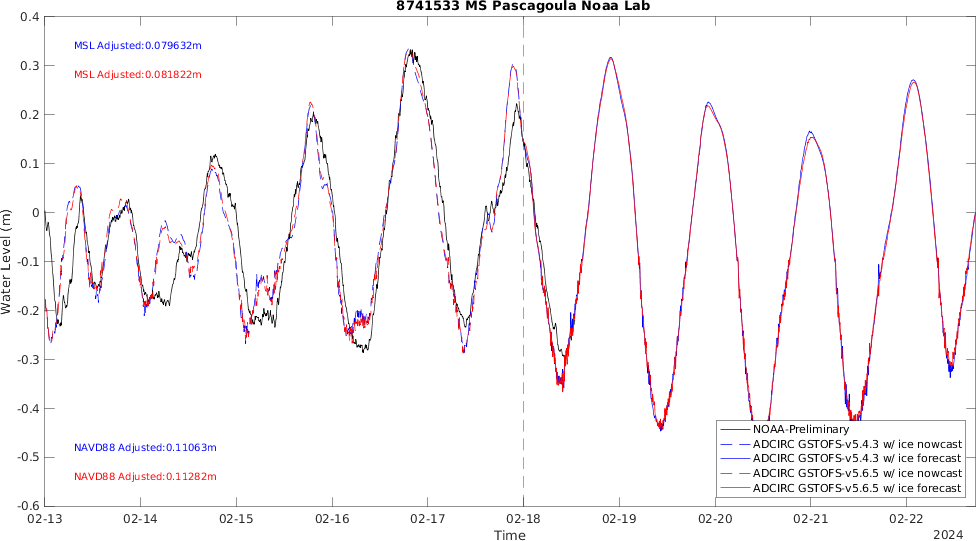 8741533 MS Pascagoula Noaa Lab
0.4
0.3
0.2
0.1
0
-0.1
-0.2
-0.3
-0.4
-0.5
-0.6
Water Level (m)
MSL Adjusted:0.079632m
MSL Adjusted:0.081822m
NAVD88 Adjusted:0.11063m
NAVD88 Adjusted:0.11282m
NOAA-Preliminary
ADCIRC GSTOFS-v5.4.3 w/ ice nowcast
ADCIRC GSTOFS-v5.4.3 w/ ice forecast
ADCIRC GSTOFS-v5.6.5 w/ ice nowcast
ADCIRC GSTOFS-v5.6.5 w/ ice forecast
02-13 02-14 02-15 02-16 02-17 02-18 02-19 02-20 02-21 02-22
Time
2024